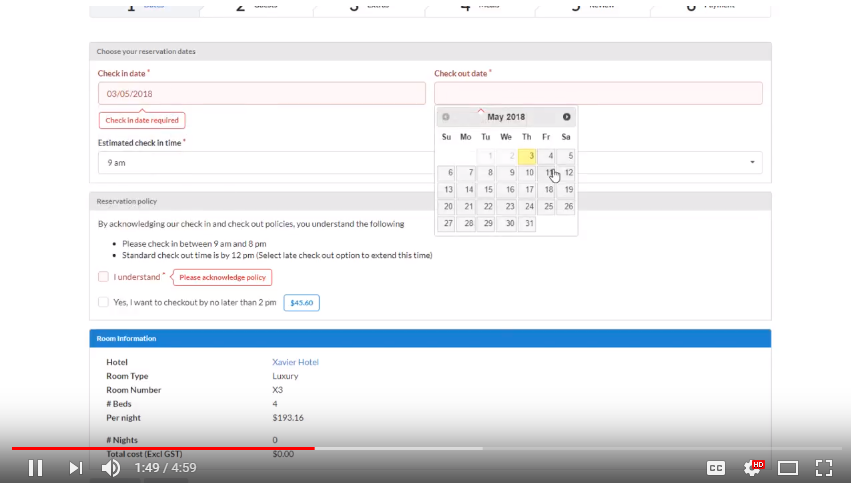 1 Dates 2 Guests 3 Extras 4 Meals 5 Review 6 Payment
Choose your reservation dates
Check in date *
Check out date *
03/05/2018
Check in date required
May 2018
Su Mo Tu We Th Fr Sa
1 2 3 4 5
6 7 8 9 10 11 12
13 14 15 16 17 18 19
20 21 22 23 24 25 26
27 28 29 30 31
Estimated check in time *
9 am
Reservation policy
By acknowledging our check in and check out policies, you understand the following
Please check in between 9 am and 8 pm
Standard check out time is by 12 pm (Select late check out option to extend this time)
I understand * Please acknowledge policy
Yes, I want to checkout by no later than 2 pm $45.60
Room Information
Hotel Xavier Hotel
Room Type Luxury
Room Number X3
# Beds 4
Per night $193.16
# Nights 0
Total cost (Excl GST) $0.00
1:49 / 4:59
CC
HD